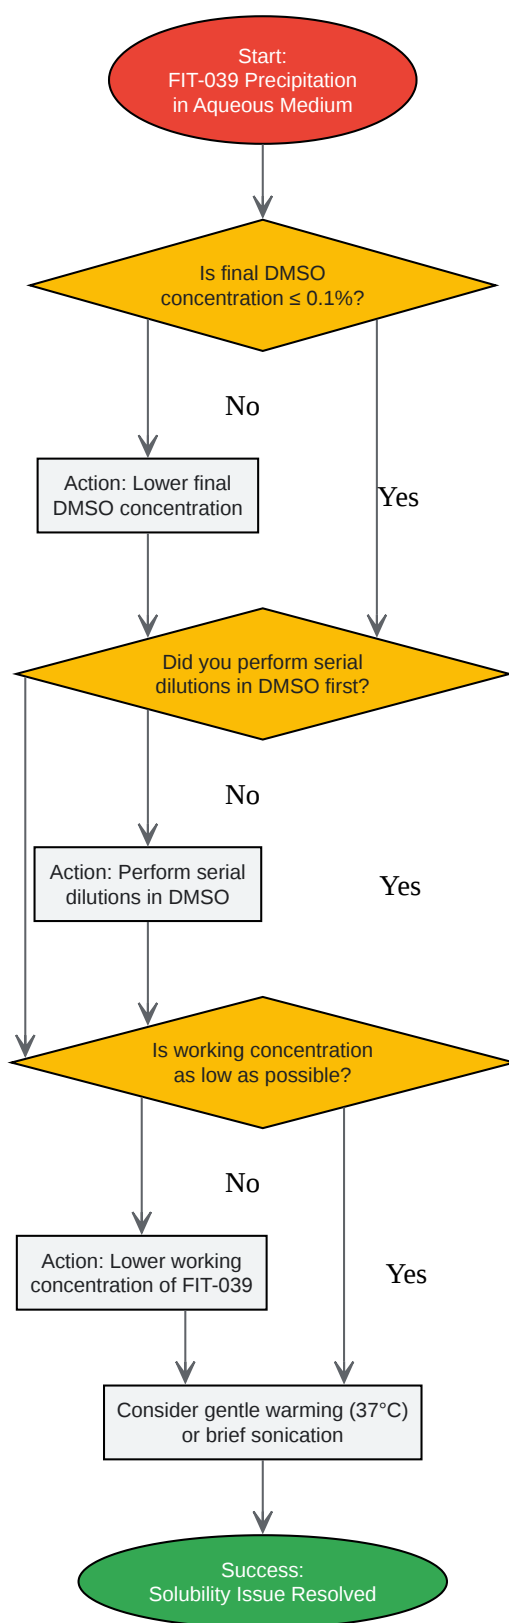 Start:
FIT-039 Precipitation
in Aqueous Medium
Is final DMSO
concentration ≤ 0.1%?
No
Action: Lower final
DMSO concentration
Yes
Did you perform serial
dilutions in DMSO first?
No
Action: Perform serial
dilutions in DMSO
Yes
Is working concentration
as low as possible?
No
Action: Lower working
concentration of FIT-039
Yes
Consider gentle warming (37°C)
or brief sonication
Success:
Solubility Issue Resolved